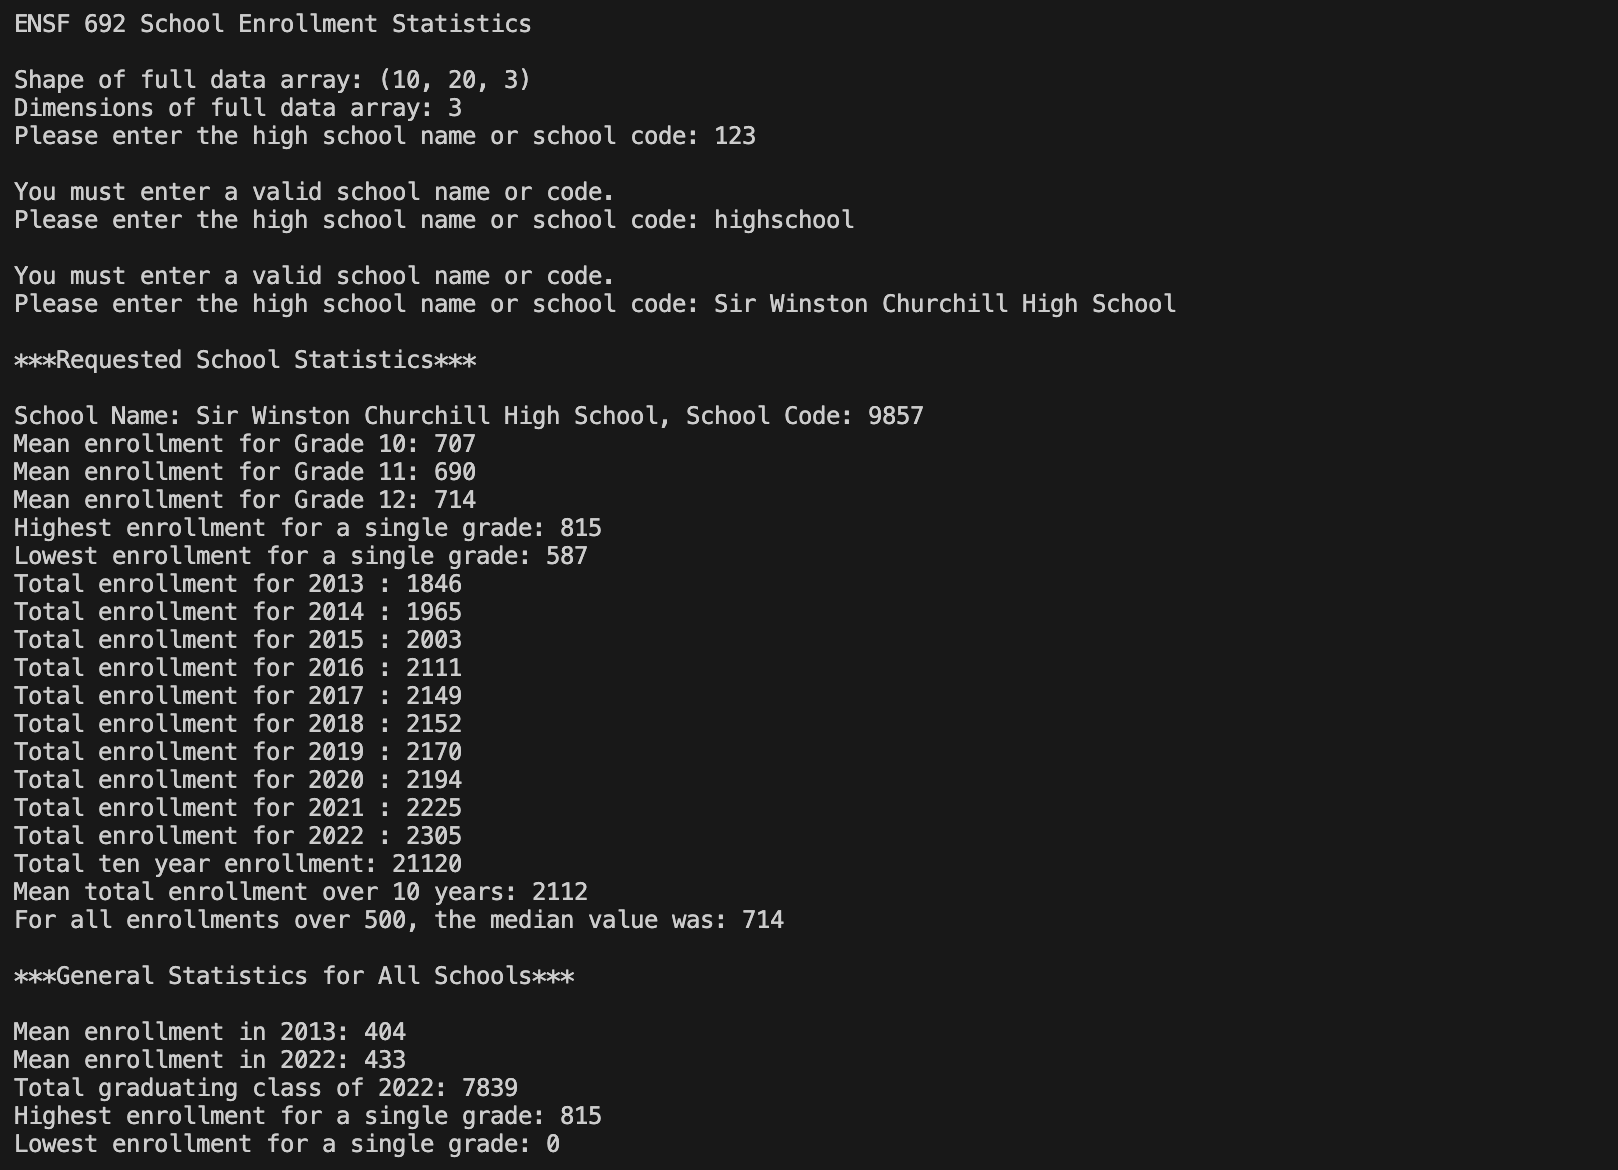 ENSF 692 School Enrollment Statistics
Shape of full data array: (10, 20, 3)
Dimensions of full data array: 3
Please enter the high school name or school code: 123
You must enter a valid school name or code.
Please enter the high school name or school code: highschool
You must enter a valid school name or code.
Please enter the high school name or school code: Sir Winston Churchill High School
***Requested School Statistics***
School Name: Sir Winston Churchill High School, School Code: 9857
Mean enrollment for Grade 10: 707
Mean enrollment for Grade 11: 690
Mean enrollment for Grade 12: 714
Highest enrollment for a single grade: 815
Lowest enrollment for a single grade: 587
Total enrollment for 2013 : 1846
Total enrollment for 2014 : 1965
Total enrollment for 2015 : 2003
Total enrollment for 2016 : 2111
Total enrollment for 2017 : 2149
Total enrollment for 2018 : 2152
Total enrollment for 2019 : 2170
Total enrollment for 2020 : 2194
Total enrollment for 2021 : 2225
Total enrollment for 2022 : 2305
Total ten year enrollment: 21120
Mean total enrollment over 10 years: 2112
For all enrollments over 500, the median value was: 714
***General Statistics for All Schools***
Mean enrollment in 2013: 404
Mean enrollment in 2022: 433
Total graduating class of 2022: 7839
Highest enrollment for a single grade: 815
Lowest enrollment for a single grade: 0